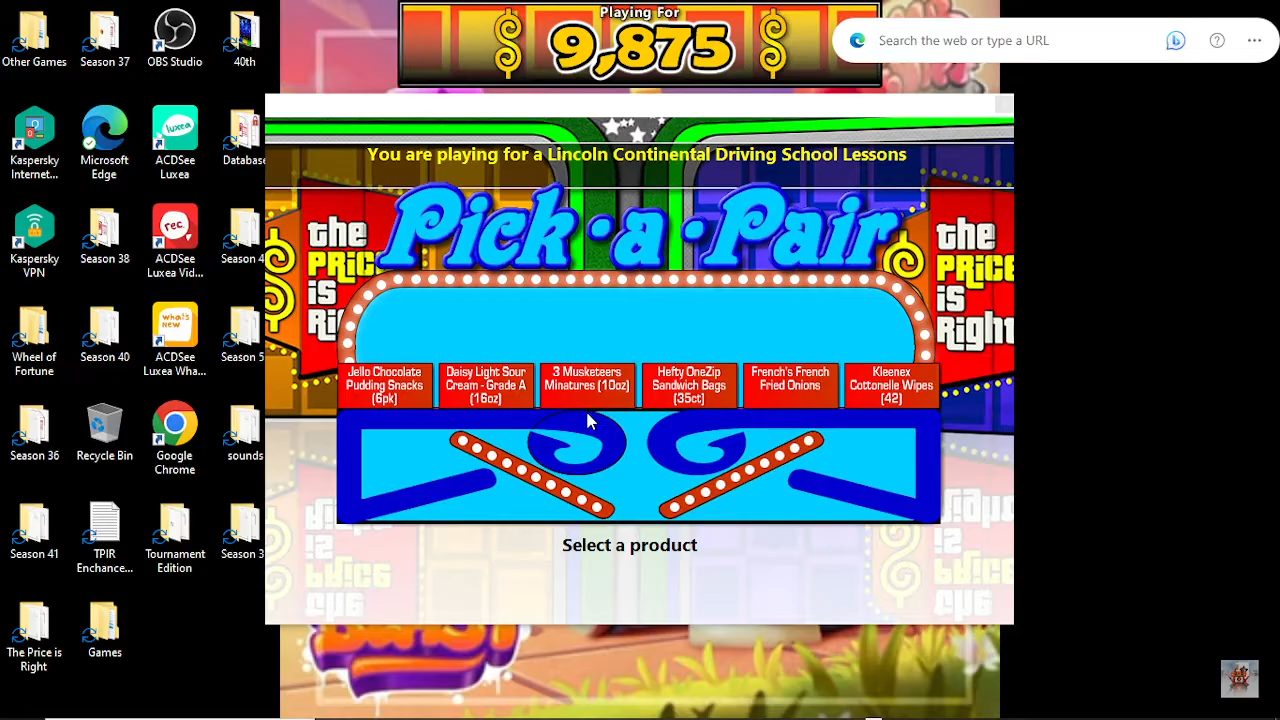 Playing For
9,875
Search the web or type a URL
Other Games
Season 37
OBS Studio
40th
Kaspersky
Internet...
Microsoft
Edge
ACDSee
Luxea
Database
luxea
You are playing for a Lincoln Continental Driving School Lessons
Pick·a·Pair
the
PRICE
is
Right
the
PRICE
is
Right
Kaspersky
VPN
Season 38
rec.
ACDSee
Luxea Vid...
Season 4
Wheel of
Fortune
Season 40
what's
new
ACDSee
Luxea Wha...
Season 5
Jello Chocolate
Pudding Snacks
(6pk)
Daisy Light Sour
Cream - Grade A
(16oz)
3 Musketeers
Minatures (10oz)
Hefty OneZip
Sandwich Bags
(35ct)
French's French
Fried Onions
Kleenex
Cottonelle Wipes
(42)
Season 36
Recycle Bin
Google
Chrome
sounds
Select a product
Season 41
TPIR
Enchance...
Tournament
Edition
Season 3
The Price is
Right
Games